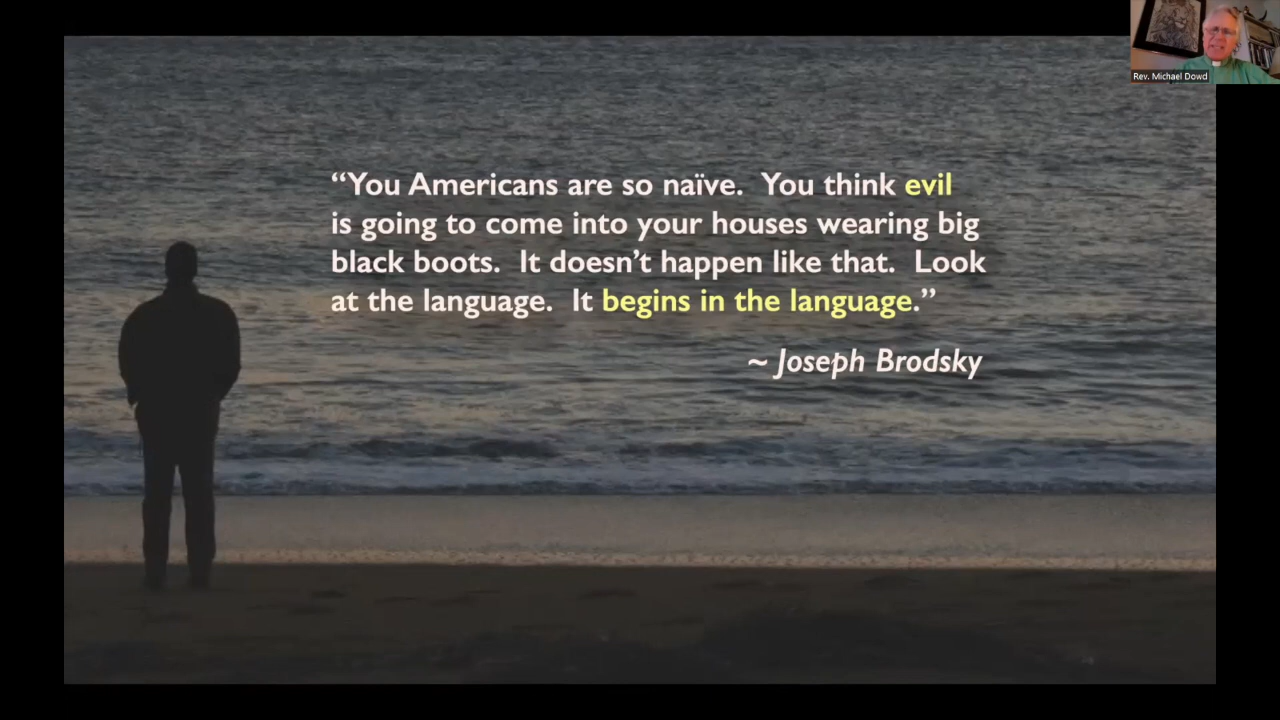 Rev. Michael Dowd
“You Americans are so naïve.  You think evil
is going to come into your houses wearing big
black boots.  It doesn’t happen like that.  Look
at the language.  It begins in the language.”
~ Joseph Brodsky